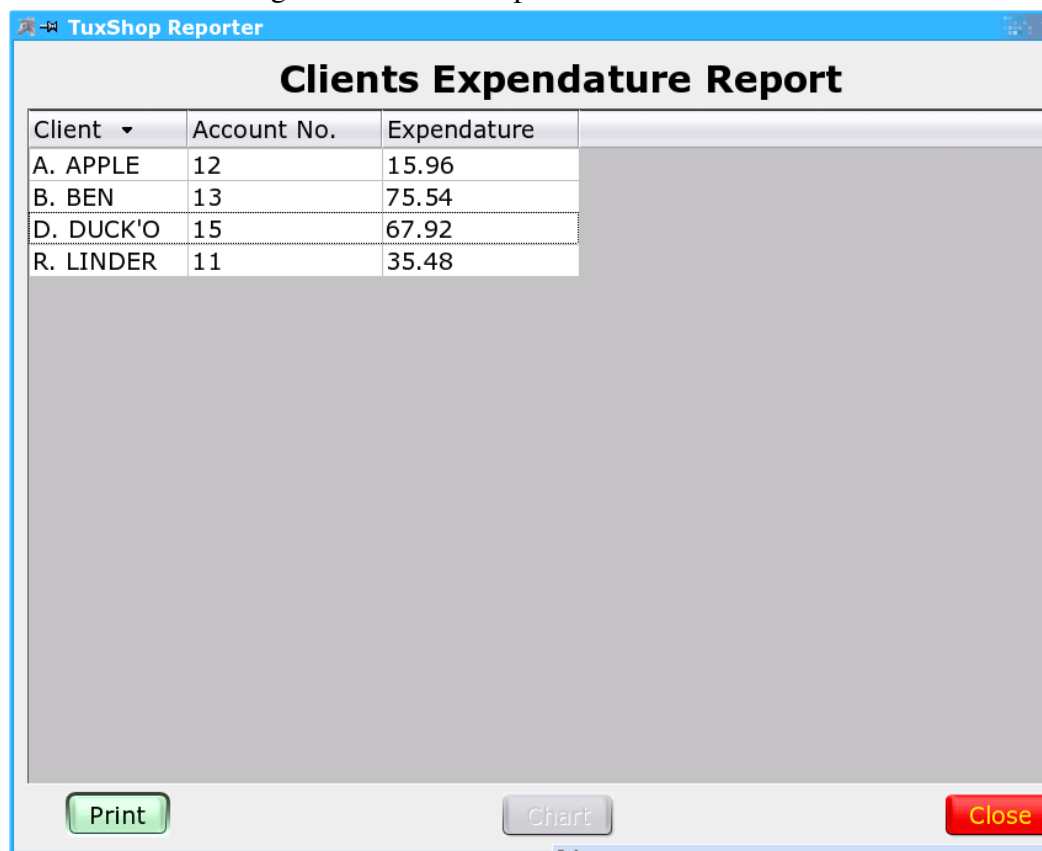 TuxShop Reporter
Clients Expendature Report
Client Account No. Expendature
A. APPLE 12 15.96
B. BEN 13 75.54
D. DUCK'O 15 67.92
R. LINDER 11 35.48
Print Chart Close